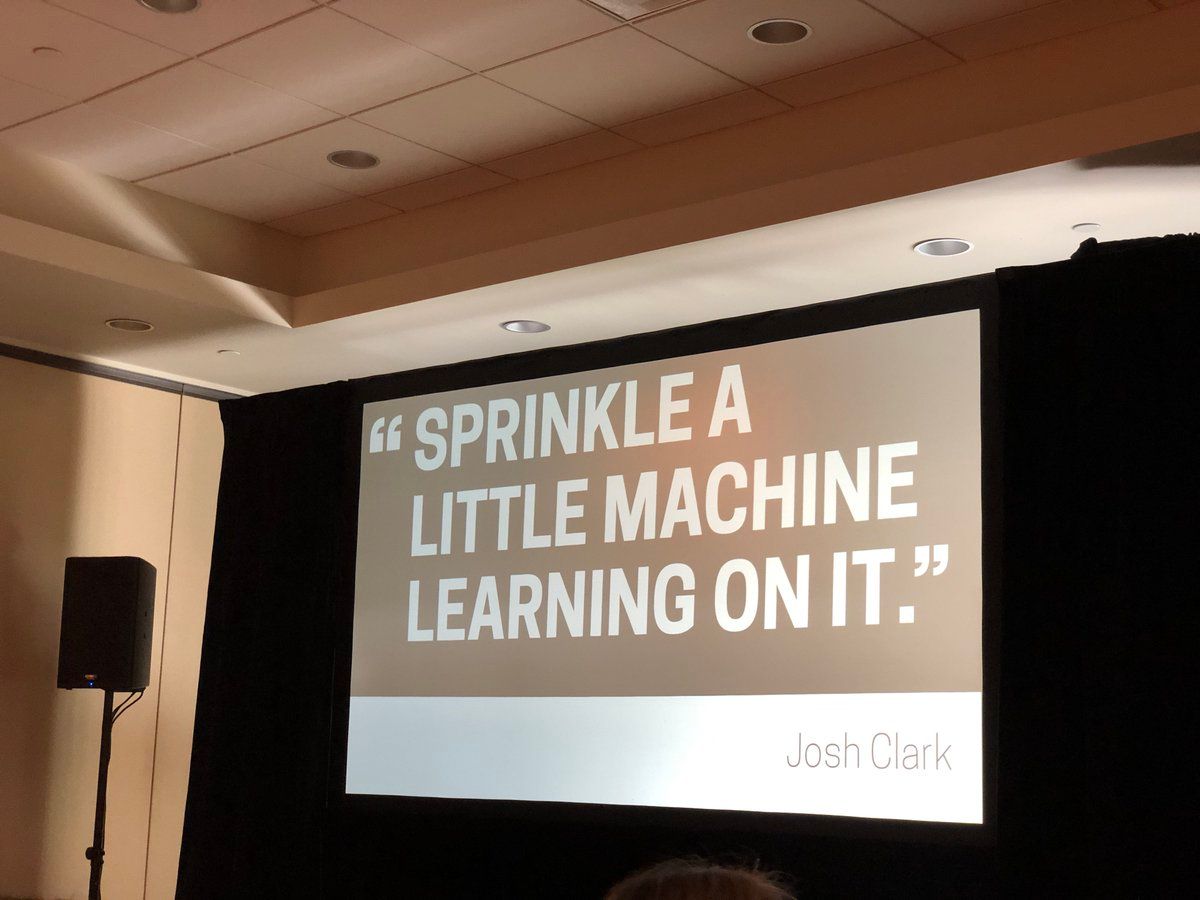 “ SPRINKLE A
LITTLE MACHINE
LEARNING ON IT.”
Josh Clark